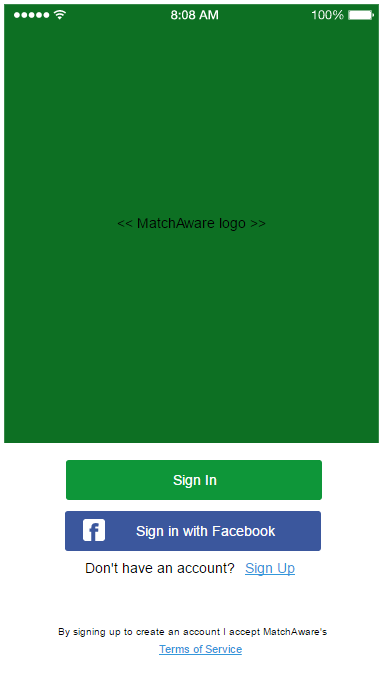 8:08 AM 100%
<< MatchAware logo >>
Sign In
f Sign in with Facebook
Don't have an account? Sign Up
By signing up to create an account I accept MatchAware's
Terms of Service